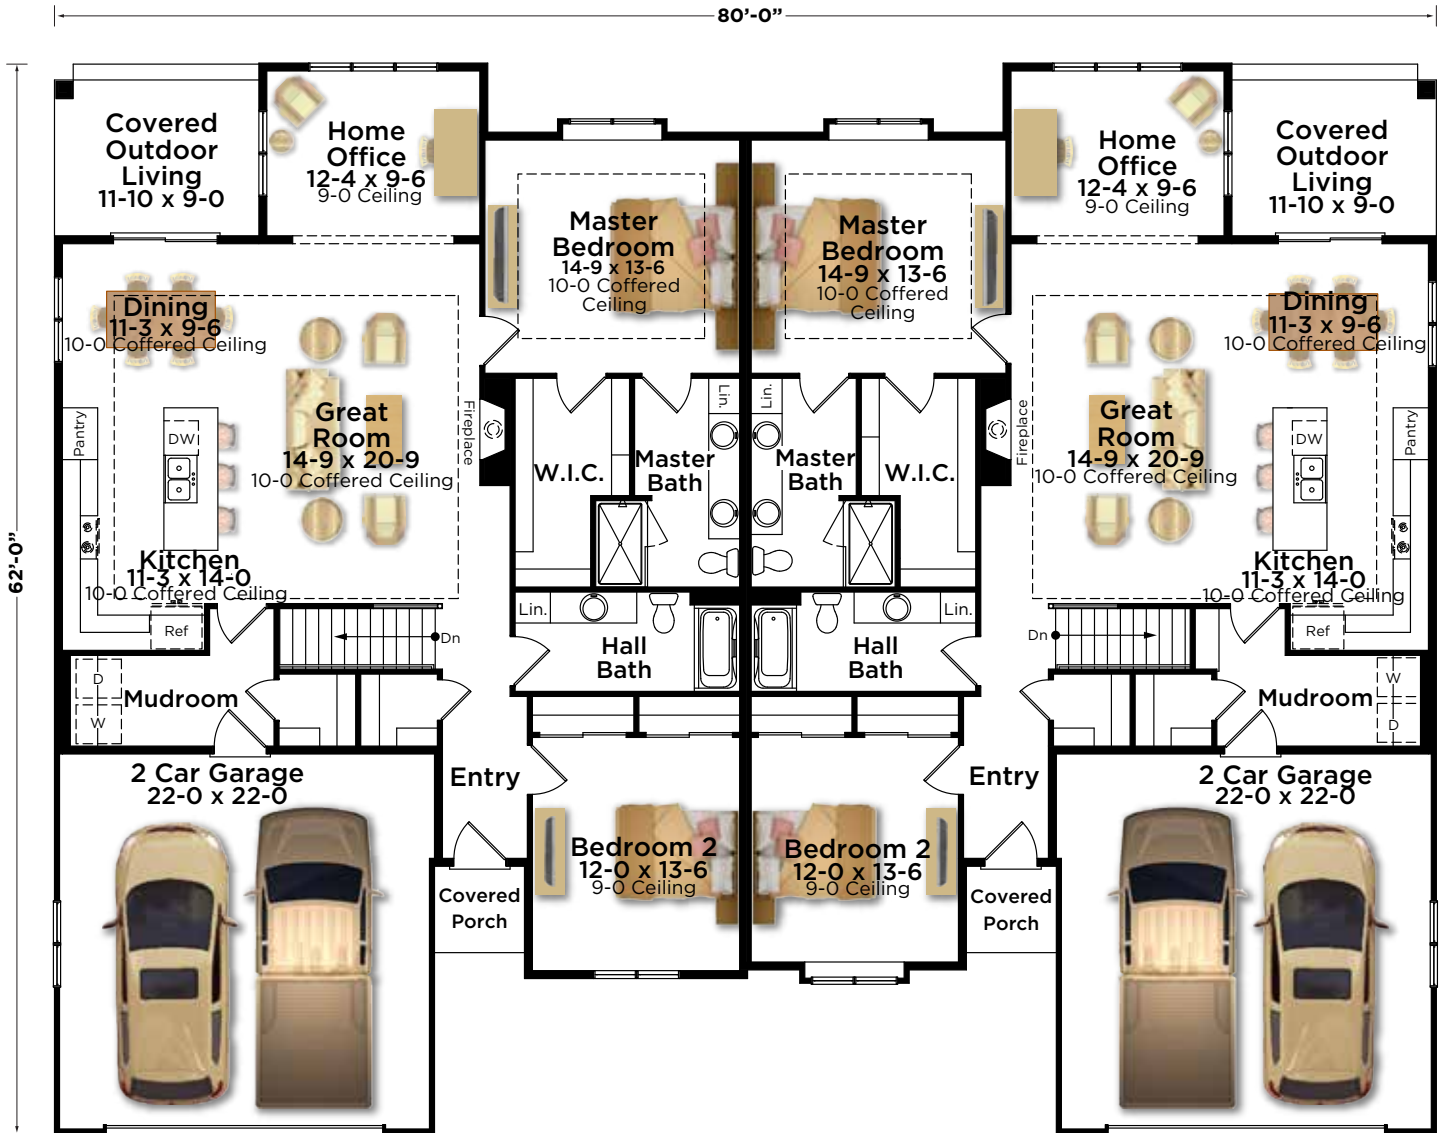 80'-0"
62'-0"
Covered
Outdoor
Living
11-10 x 9-0
Home
Office
12-4 x 9-6
9-0 Ceiling
Master
Bedroom
14-9 x 13-6
10-0 Coffered
Ceiling
Master
Bedroom
14-9 x 13-6
10-0 Coffered
Ceiling
Home
Office
12-4 x 9-6
9-0 Ceiling
Covered
Outdoor
Living
11-10 x 9-0
Dining
11-3 x 9-6
10-0 Coffered Ceiling
Great
Room
14-9 x 20-9
10-0 Coffered Ceiling
Fireplace
Pantry
DW
Kitchen
11-3 x 14-0
10-0 Coffered Ceiling
Ref
W.I.C.
Master
Bath
Lin.
Lin.
Master
Bath
W.I.C.
Fireplace
Great
Room
14-9 x 20-9
10-0 Coffered Ceiling
Dining
11-3 x 9-6
10-0 Coffered Ceiling
DW
Pantry
Kitchen
11-3 x 14-0
10-0 Coffered Ceiling
Ref
Dn
Lin.
Hall
Bath
Hall
Bath
Lin.
Dn
D
W
Mudroom
Mudroom
W
D
2 Car Garage
22-0 x 22-0
Entry
Bedroom 2
12-0 x 13-6
9-0 Ceiling
Covered
Porch
Bedroom 2
12-0 x 13-6
9-0 Ceiling
Entry
Covered
Porch
2 Car Garage
22-0 x 22-0